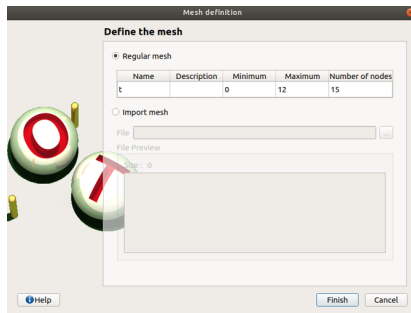 Mesh definition
Define the mesh
Regular mesh
Name Description Minimum Maximum Number of nodes
t 0 12 15
Import mesh
File ...
File Preview
Size: 0
O
T
Help Finish Cancel